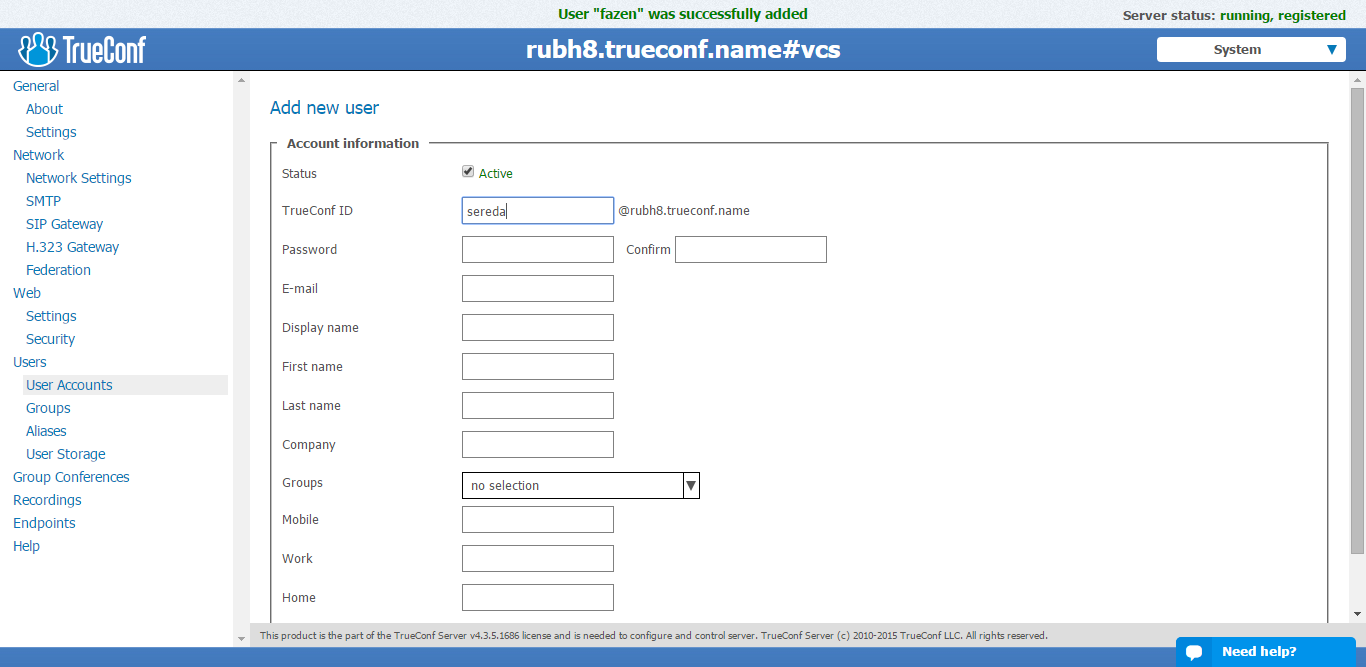 User "fazen" was successfully added
Server status: running, registered
TrueConf
rubh8.trueconf.name#vcs
System
General
About
Settings
Network
Network Settings
SMTP
SIP Gateway
H.323 Gateway
Federation
Web
Settings
Security
Users
User Accounts
Groups
Aliases
User Storage
Group Conferences
Recordings
Endpoints
Help
Add new user
Account information
Status Active
TrueConf ID sereda @rubh8.trueconf.name
Password Confirm
E-mail
Display name
First name
Last name
Company
Groups no selection
Mobile
Work
Home
This product is the part of the TrueConf Server v4.3.5.1686 license and is needed to configure and control server. TrueConf Server (c) 2010-2015 TrueConf LLC. All rights reserved.
Need help?